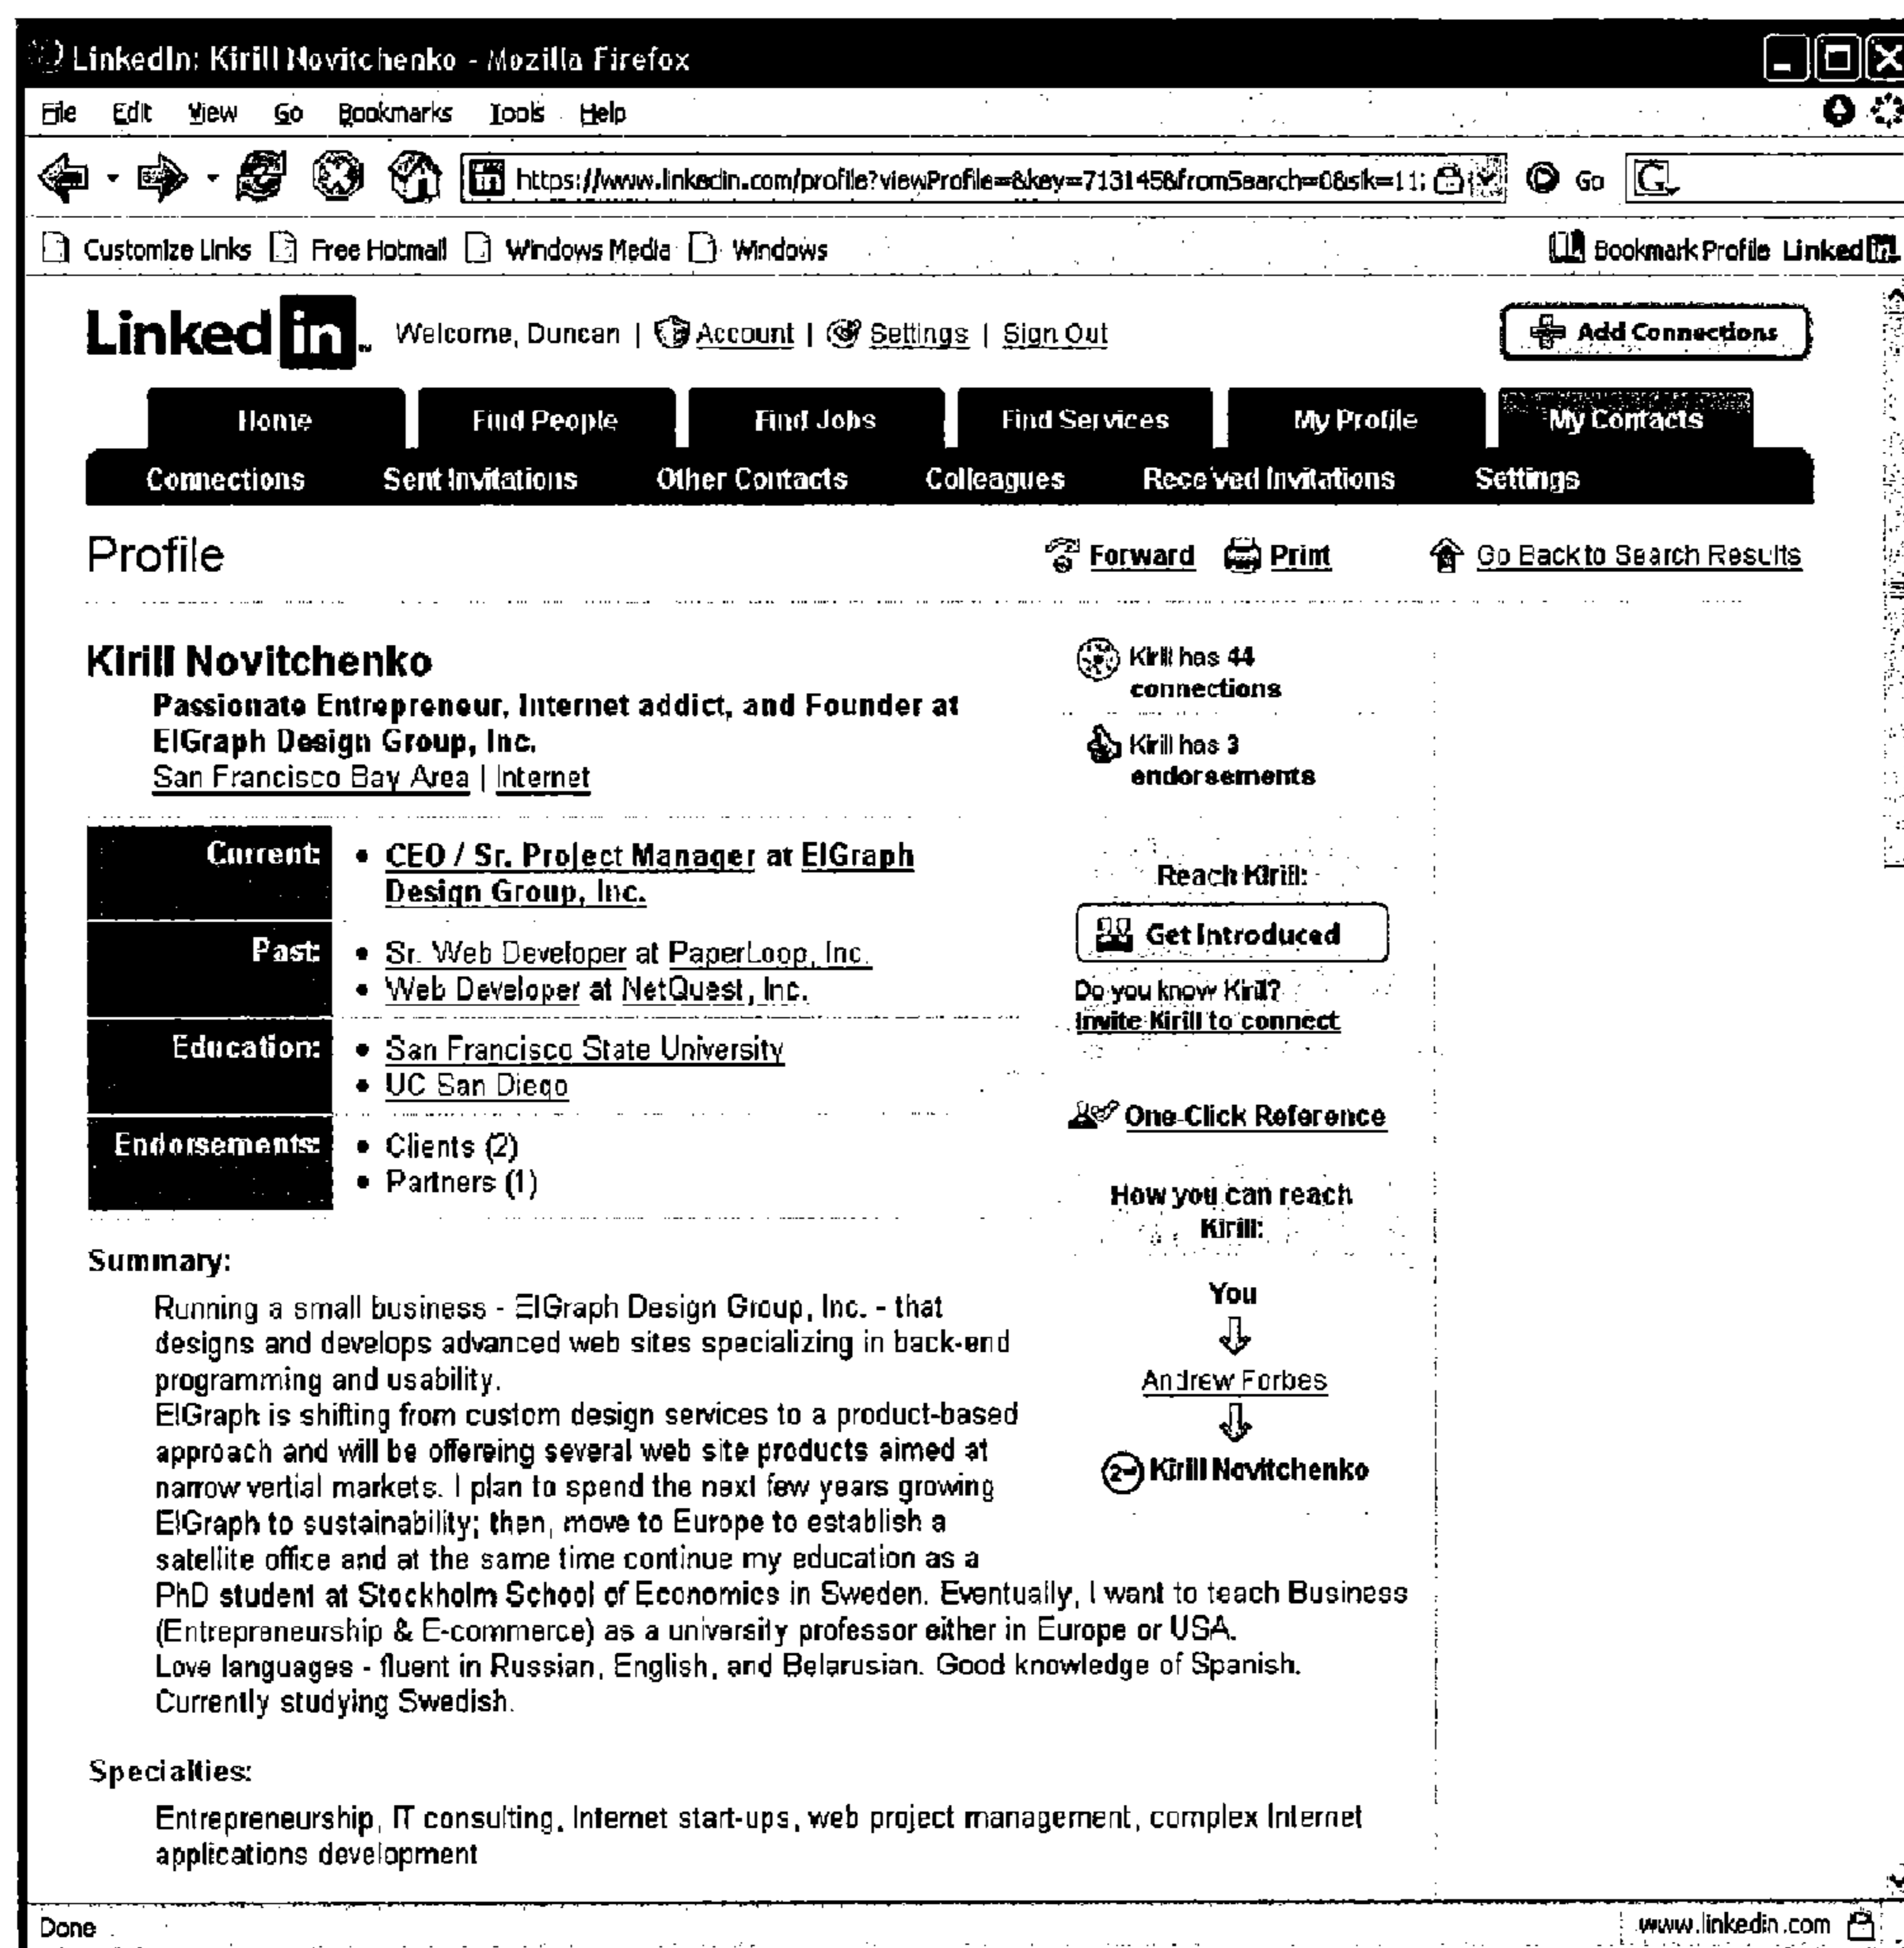 LinkedIn: Kirill Novitchenko - Mozilla Firefox
File Edit View Go Bookmarks Tools Help
https://www.linkedin.com/profile?viewProfile=&key=713145&fromSearch=0&sik=11; Go G
Customize Links Free Hotmail Windows Media Windows Bookmark Profile Linked in
Linked in Welcome, Duncan | Account | Settings | Sign Out Add Connections
Home Find People Find Jobs Find Services My Profile My Contacts
Connections Sent Invitations Other Contacts Colleagues Received Invitations Settings
Profile Forward Print Go Back to Search Results
Kirill Novitchenko
Passionate Entrepreneur, Internet addict, and Founder at
ElGraph Design Group, Inc.
San Francisco Bay Area | Internet
Current:
• CEO / Sr. Project Manager at ElGraph
Design Group, Inc.
Past:
• Sr. Web Developer at PaperLoop, Inc.
• Web Developer at NetQuest, Inc.
Education:
• San Francisco State University
• UC San Diego
Endorsements:
• Clients (2)
• Partners (1)
Kirill has 44
connections
Kirill has 3
endorsements
Reach Kirill:
Get Introduced
Do you know Kirill?
Invite Kirill to connect
One-Click Reference
How you can reach
Kirill:
You
Andrew Forbes
Kirill Novitchenko
Summary:
Running a small business - ElGraph Design Group, Inc. - that
designs and develops advanced web sites specializing in back-end
programming and usability.
ElGraph is shifting from custom design services to a product-based
approach and will be offereing several web site products aimed at
narrow vertial markets. I plan to spend the next few years growing
ElGraph to sustainability; then, move to Europe to establish a
satellite office and at the same time continue my education as a
PhD student at Stockholm School of Economics in Sweden. Eventually, I want to teach Business
(Entrepreneurship & E-commerce) as a university professor either in Europe or USA.
Love languages - fluent in Russian, English, and Belarusian. Good knowledge of Spanish.
Currently studying Swedish.
Specialties:
Entrepreneurship, IT consulting, Internet start-ups, web project management, complex Internet
applications development
Done www.linkedin.com